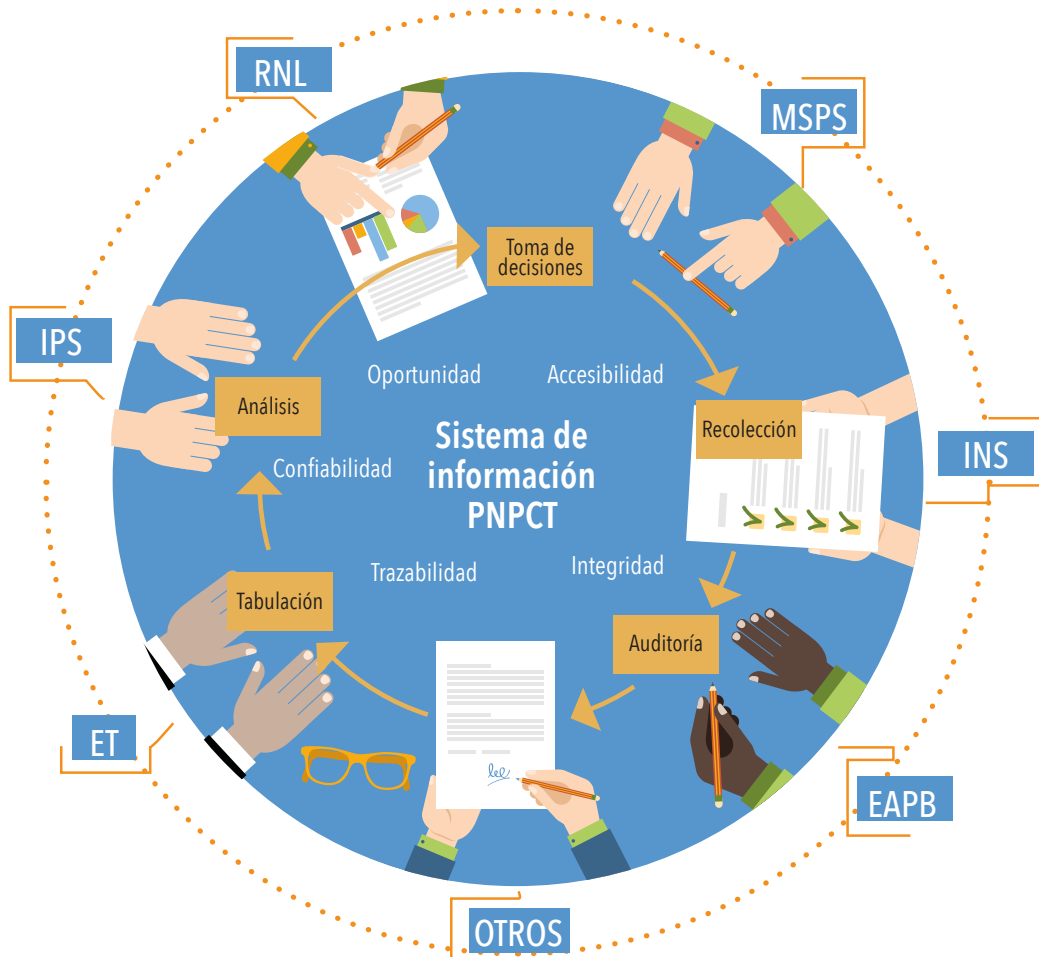 RNL
MSPS
Toma de
decisiones
IPS
Oportunidad
Accesibilidad
Análisis
Recolección
Sistema de
información
PNPCT
INS
Confiabilidad
Trazabilidad
Integridad
Tabulación
Auditoría
ET
EAPB
OTROS